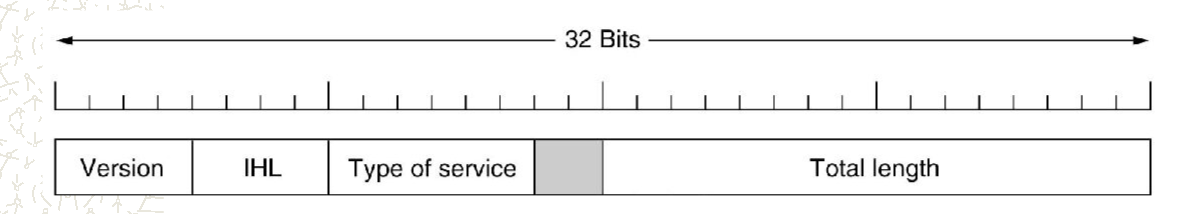 32 Bits
Version IHL Type of service Total length